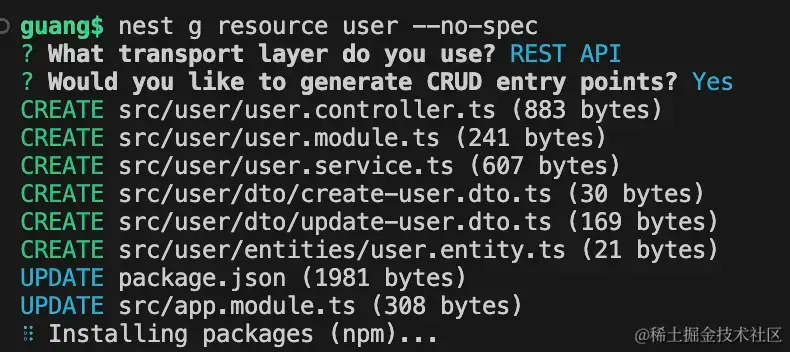 guang$ nest g resource user --no-spec
? What transport layer do you use? REST API
? Would you like to generate CRUD entry points? Yes
CREATE src/user/user.controller.ts (883 bytes)
CREATE src/user/user.module.ts (241 bytes)
CREATE src/user/user.service.ts (607 bytes)
CREATE src/user/dto/create-user.dto.ts (30 bytes)
CREATE src/user/dto/update-user.dto.ts (169 bytes)
CREATE src/user/entities/user.entity.ts (21 bytes)
UPDATE package.json (1981 bytes)
UPDATE src/app.module.ts (308 bytes)
⠿ Installing packages (npm)...
@稀土掘金技术社区